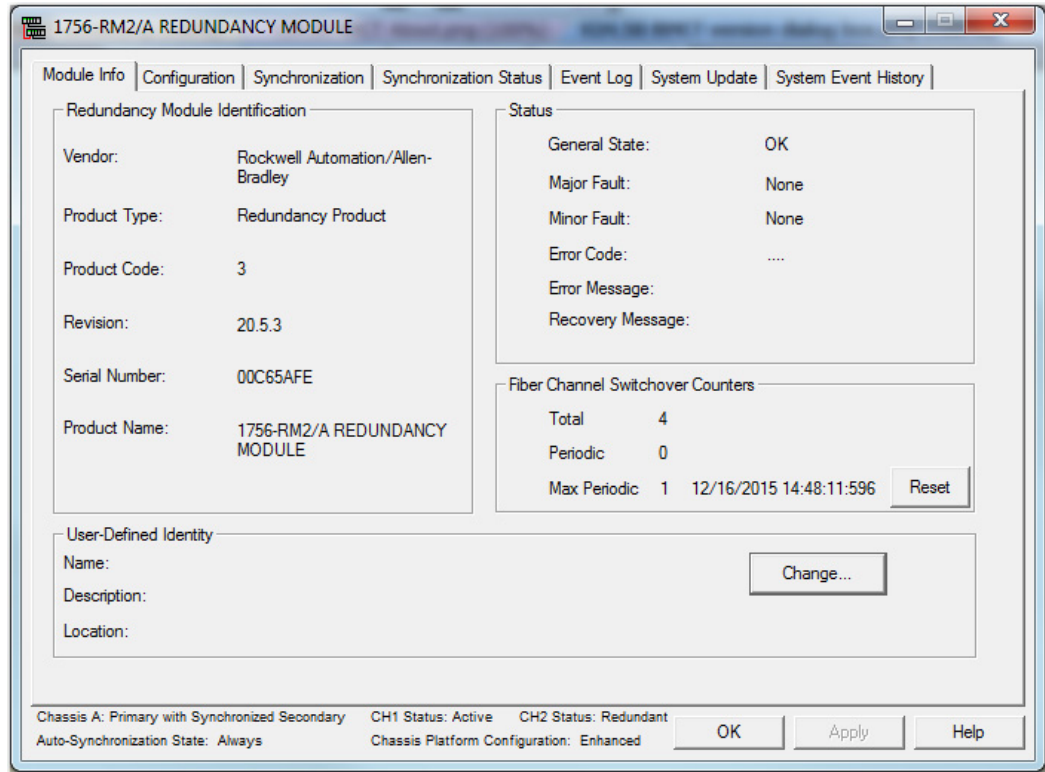 1756-RM2/A REDUNDANCY MODULE
Module Info Configuration Synchronization Synchronization Status Event Log System Update System Event History
Redundancy Module Identification
Vendor: Rockwell Automation/Allen-
Bradley
Product Type: Redundancy Product
Product Code: 3
Revision: 20.5.3
Serial Number: 00C65AFE
Product Name: 1756-RM2/A REDUNDANCY
MODULE
Status
General State: OK
Major Fault: None
Minor Fault: None
Error Code: ....
Error Message:
Recovery Message:
Fiber Channel Switchover Counters
Total 4
Periodic 0
Max Periodic 1 12/16/2015 14:48:11:596 Reset
User-Defined Identity
Name:
Description:
Location:
Change...
Chassis A: Primary with Synchronized Secondary CH1 Status: Active CH2 Status: Redundant
Auto-Synchronization State: Always Chassis Platform Configuration: Enhanced
OK Apply Help